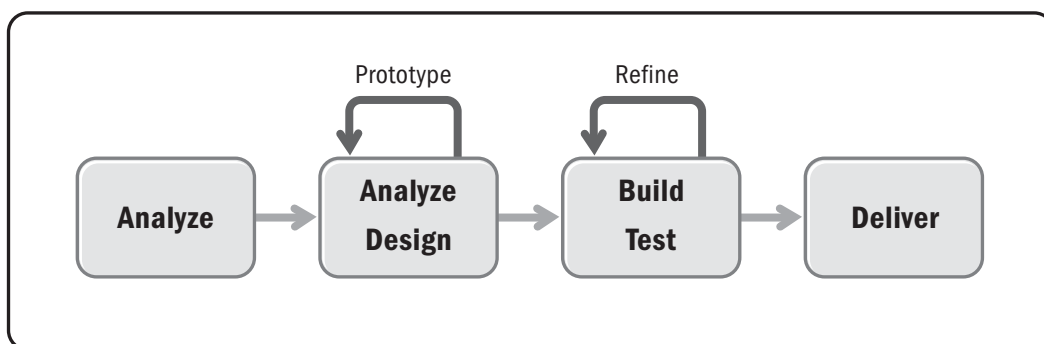 Prototype
Refine
Analyze
Analyze
Design
Build
Test
Deliver